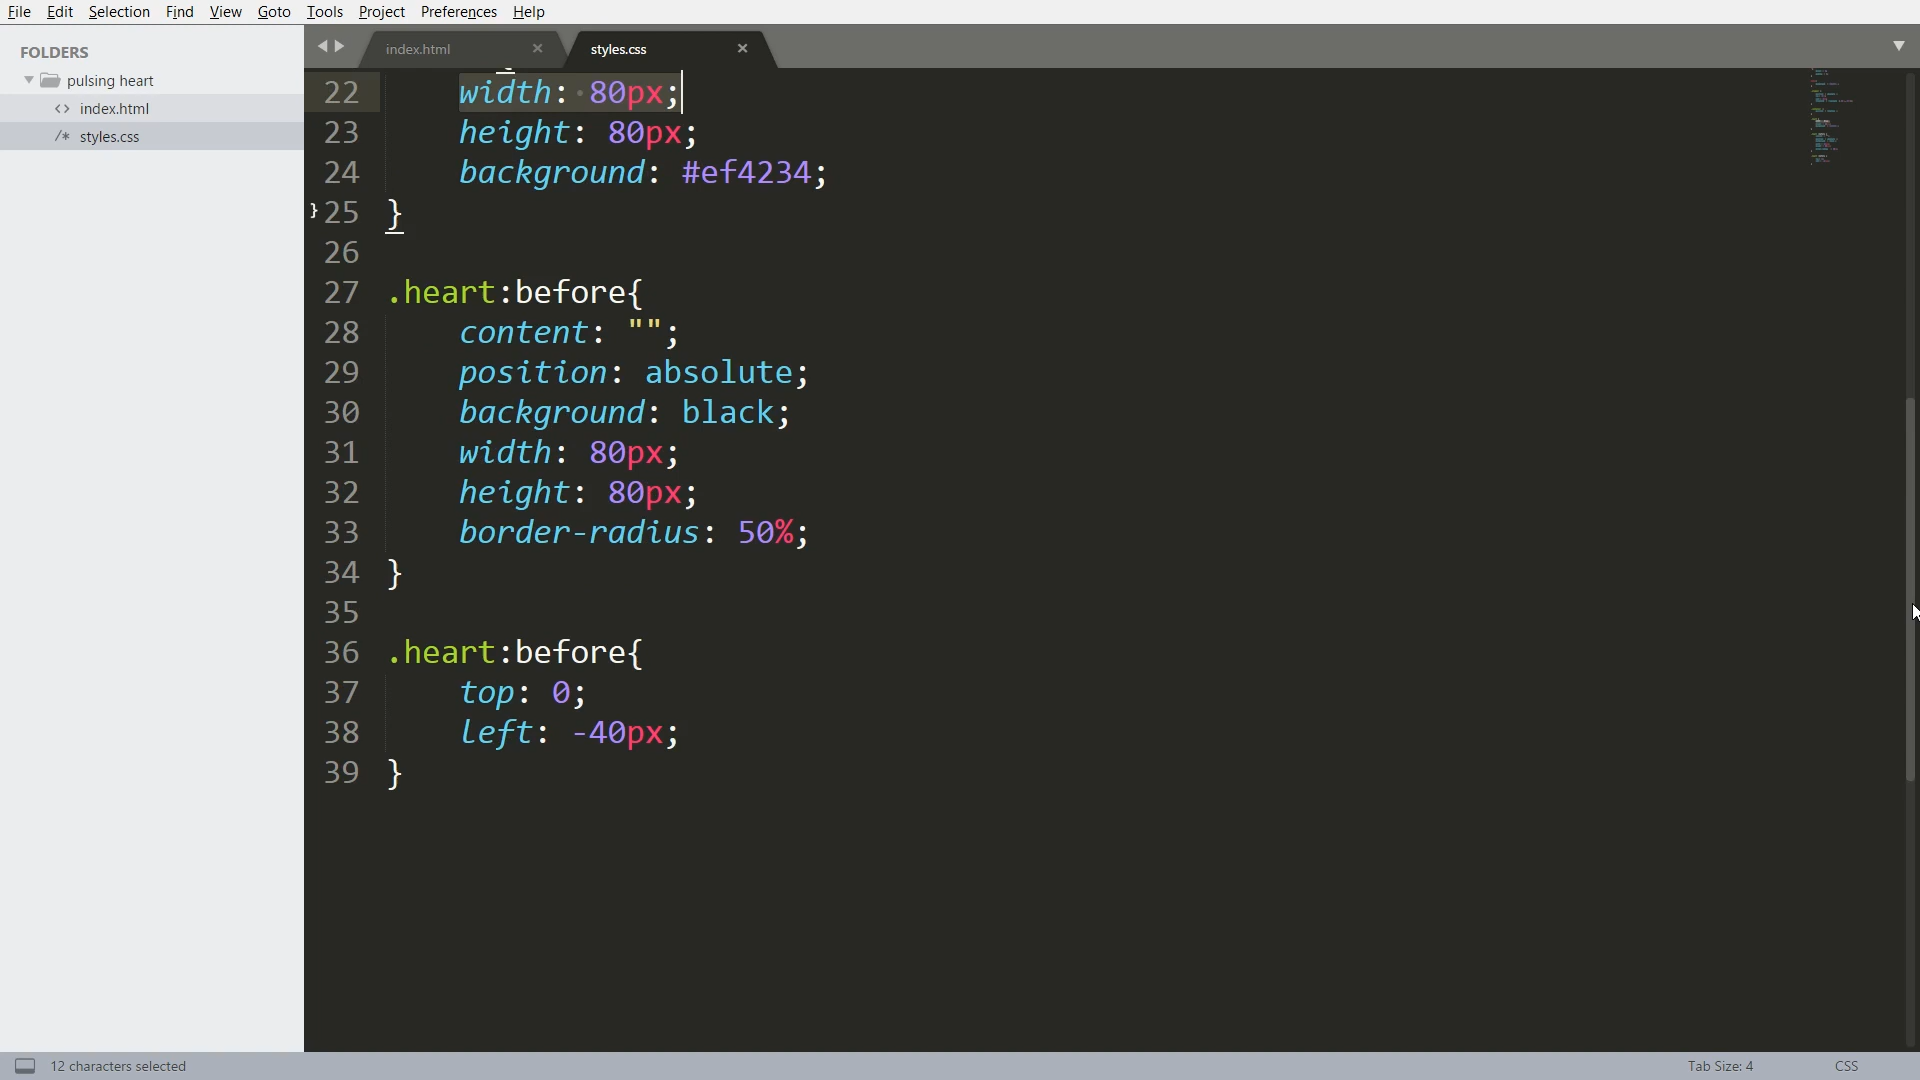 File Edit Selection Find View Goto Tools Project Preferences Help
FOLDERS
pulsing heart
<> index.html
/* styles.css
index.html × styles.css ×
22 width: 80px;
23 height: 80px;
24 background: #ef4234;
} 25 }
26
27 .heart:before{
28 content: "";
29 position: absolute;
30 background: black;
31 width: 80px;
32 height: 80px;
33 border-radius: 50%;
34 }
35
36 .heart:before{
37 top: 0;
38 left: -40px;
39 }
12 characters selected
Tab Size: 4
CSS